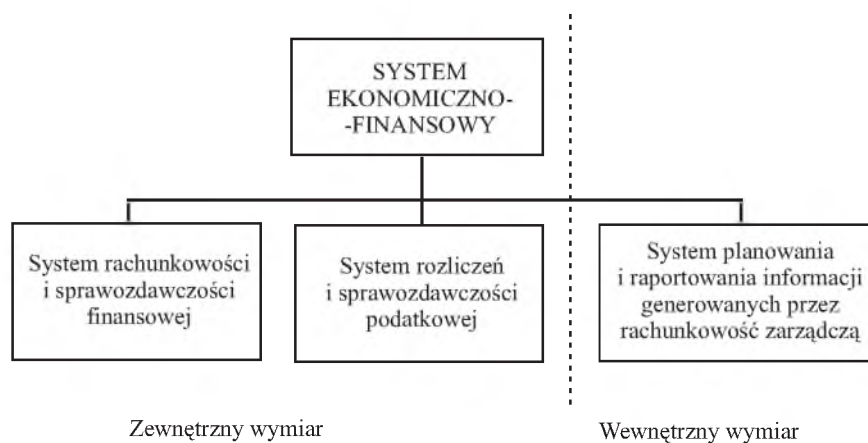 SYSTEM
EKONOMICZNO-
-FINANSOWY
System rachunkowości
i sprawozdawczości
finansowej
System rozliczeń
i sprawozdawczości
podatkowej
System planowania
i raportowania informacji
generowanych przez
rachunkowość zarządczą
Zewnętrzny wymiar
Wewnętrzny wymiar